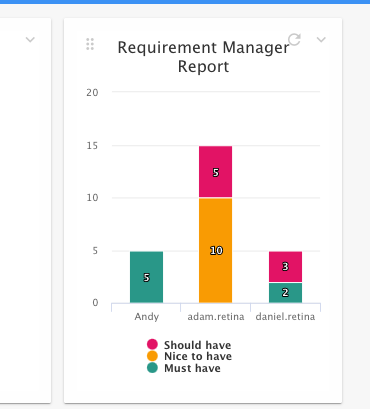 Requirement Manager
Report
20
15
10
5
0
5
5
10
3
2
Andy
adam.retina
daniel.retina
Should have
Nice to have
Must have